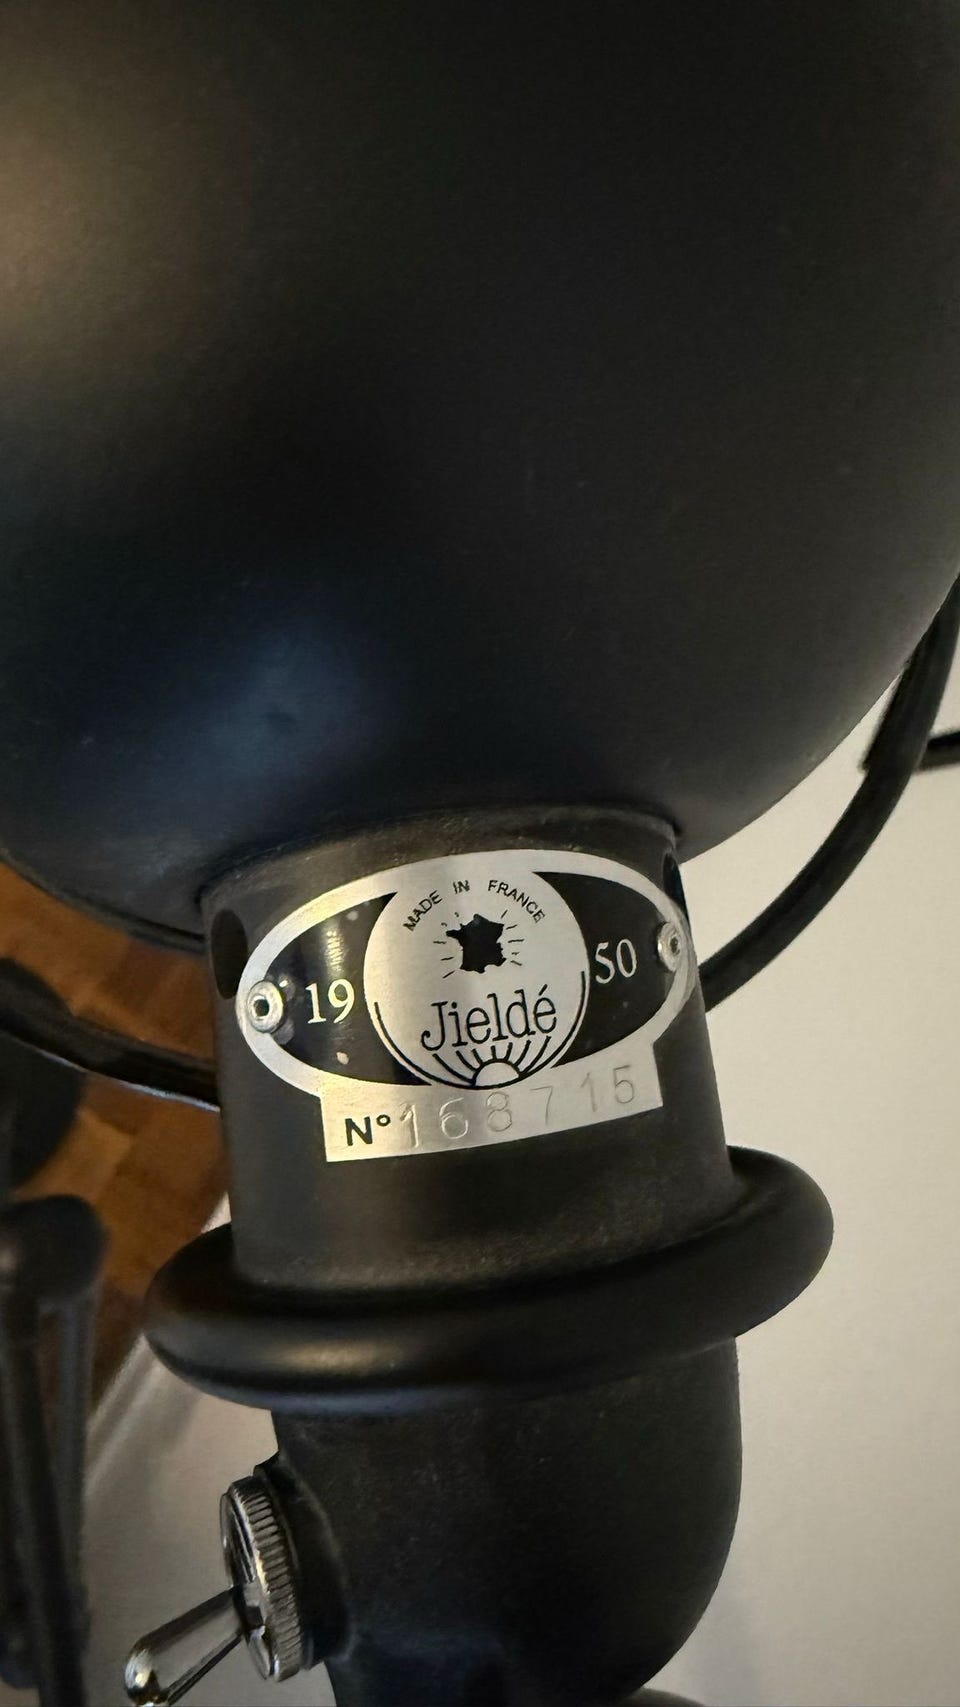 MADE IN FRANCE
19 50
Jieldé
N° 168715